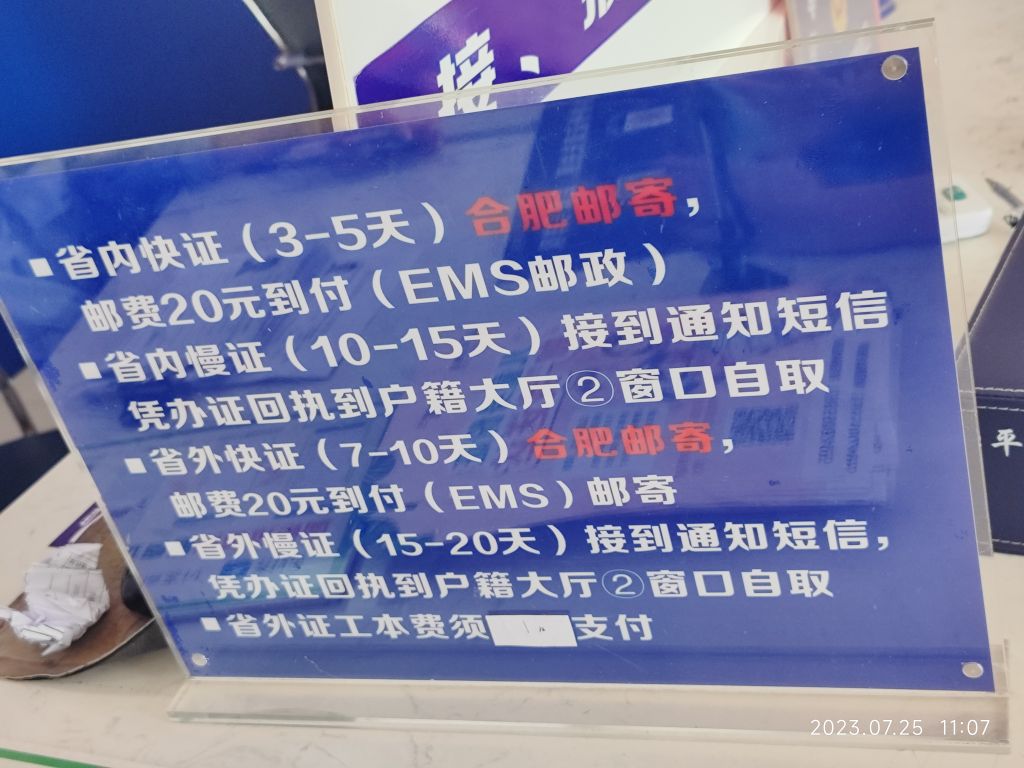 接、
■省内快证（3-5天）合肥邮寄，
邮费20元到付（EMS邮政）
■省内慢证（10-15天）接到通知短信
凭办证回执到户籍大厅②窗口自取
■省外快证（7-10天）合肥邮寄，
邮费20元到付（EMS）邮寄
■省外慢证（15-20天）接到通知短信，
凭办证回执到户籍大厅②窗口自取
■省外证工本费须 支付
平
2023.07.25 11:07